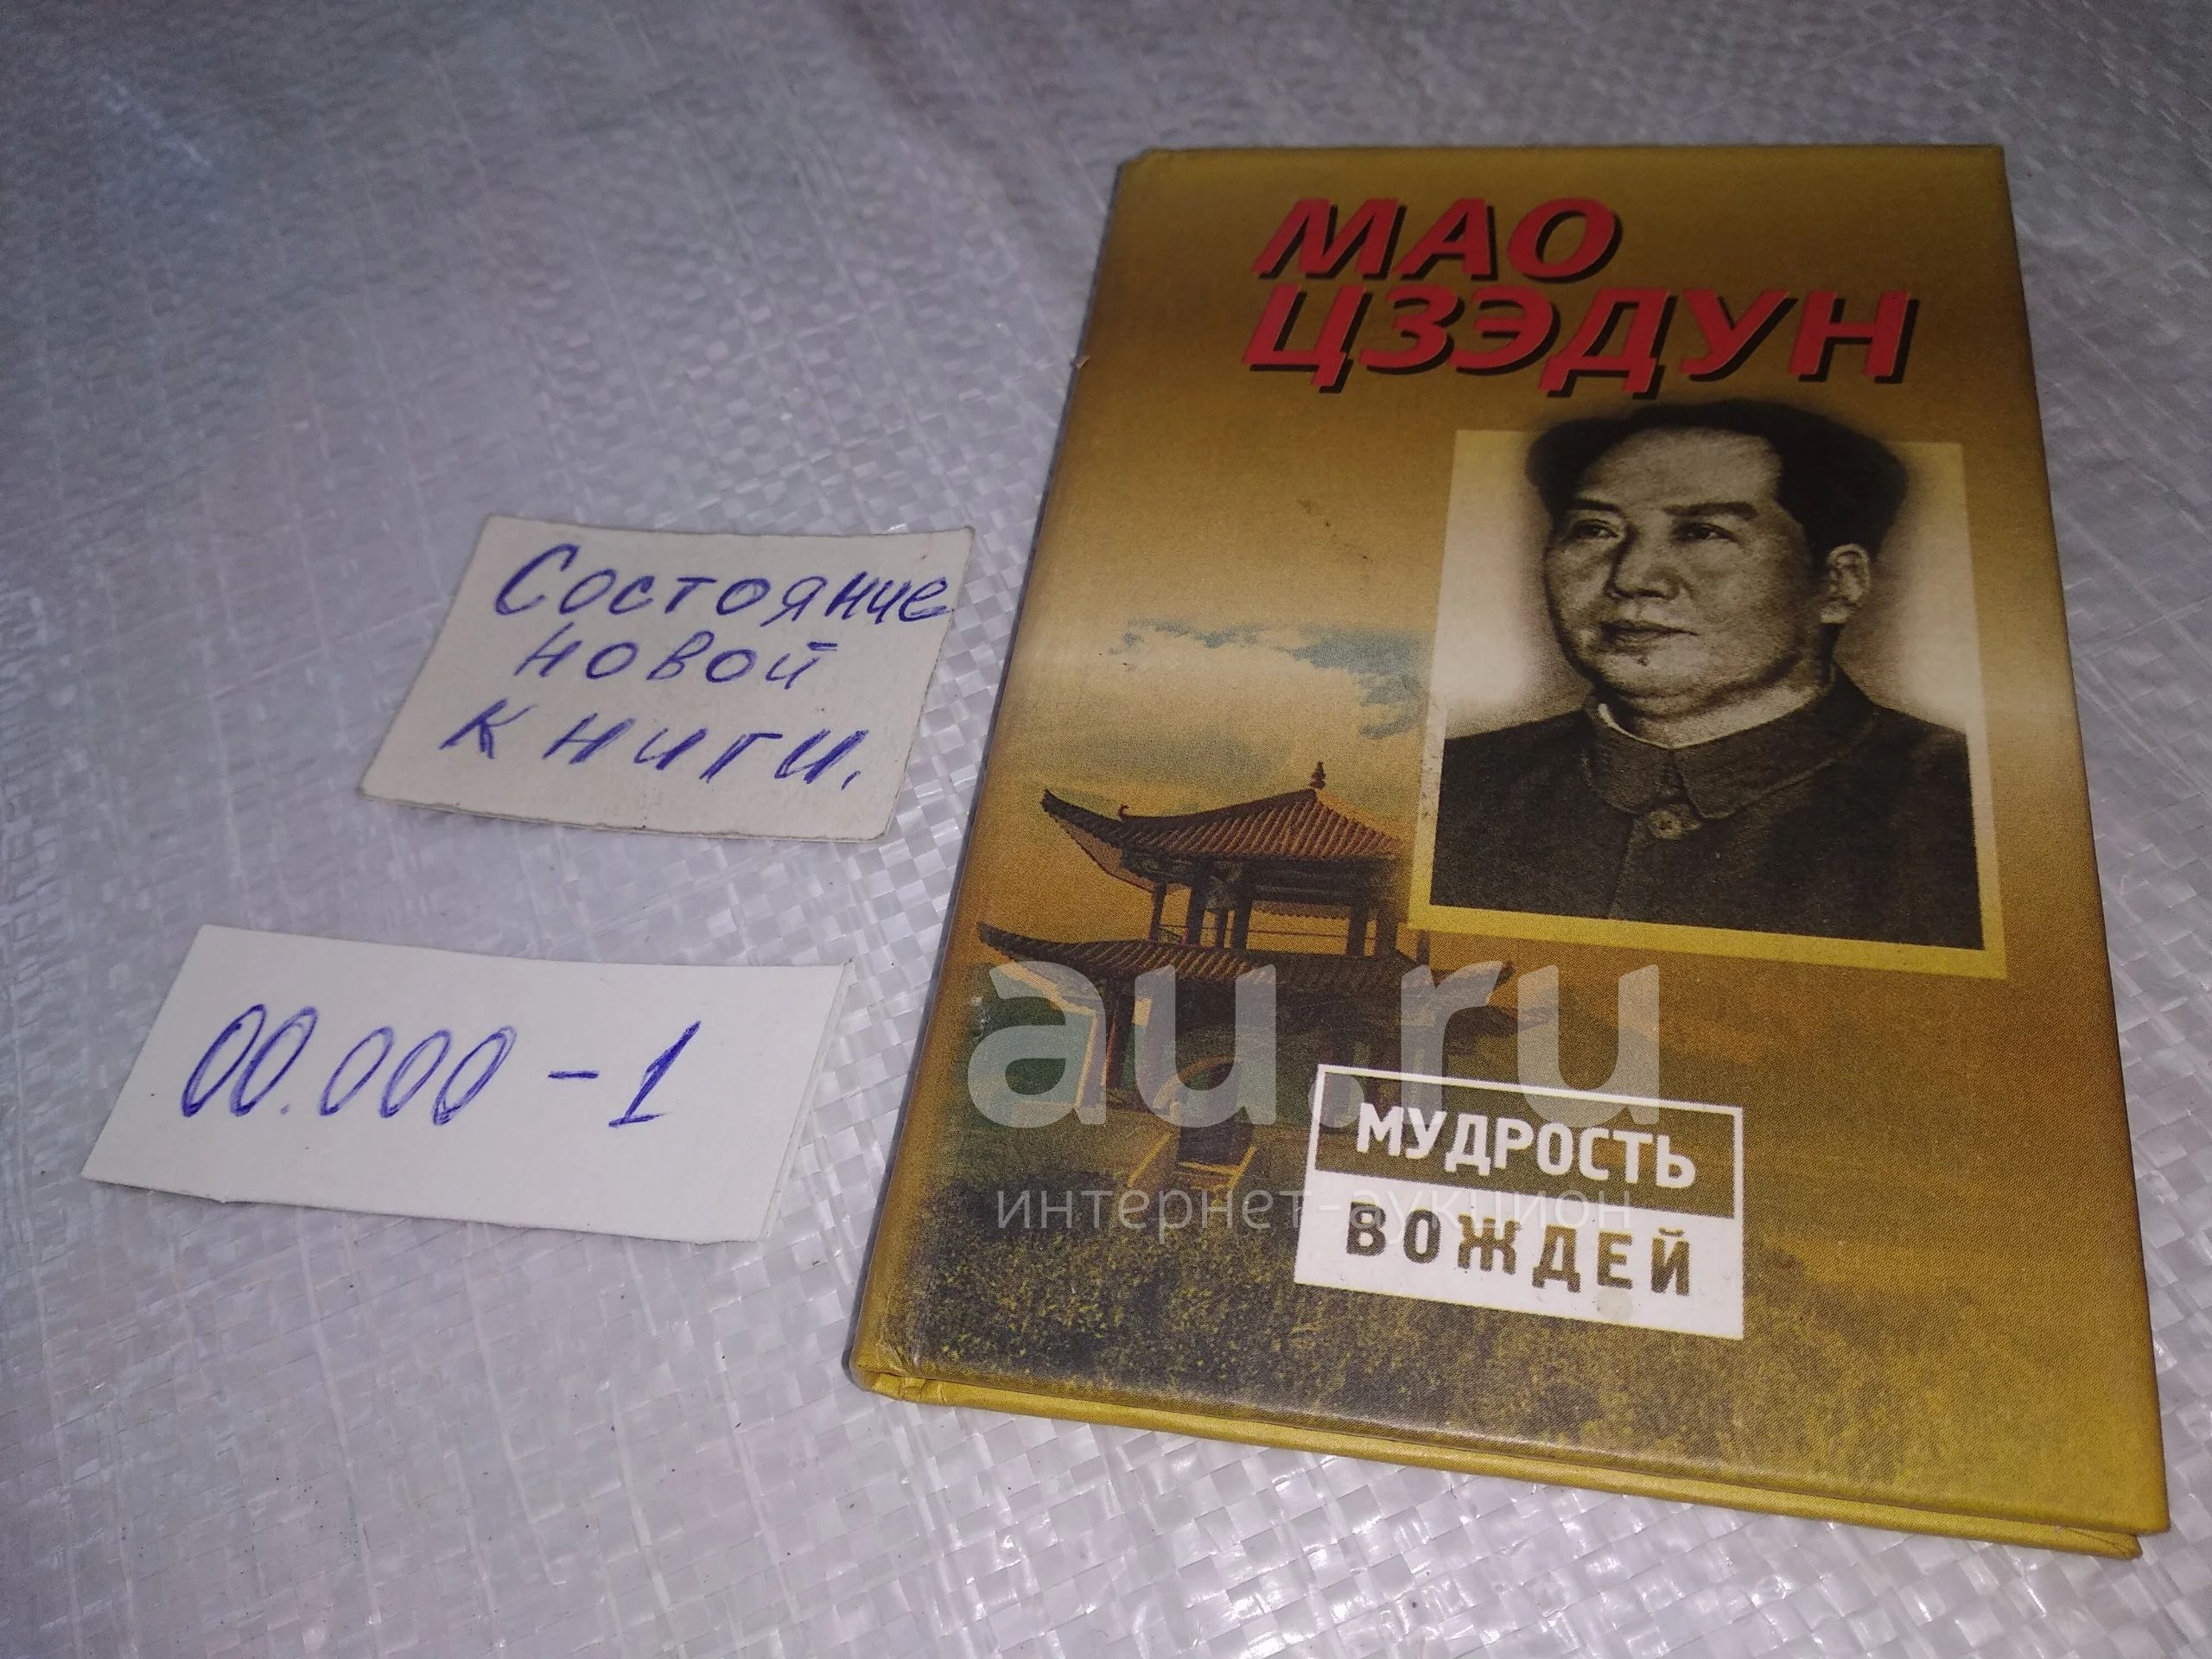 МАО
ЦЗЭДУН
Состояние
новой
книги.
00.000-1
au.ru
интернет-аукцион
МУДРОСТЬ
ВОЖДЕЙ